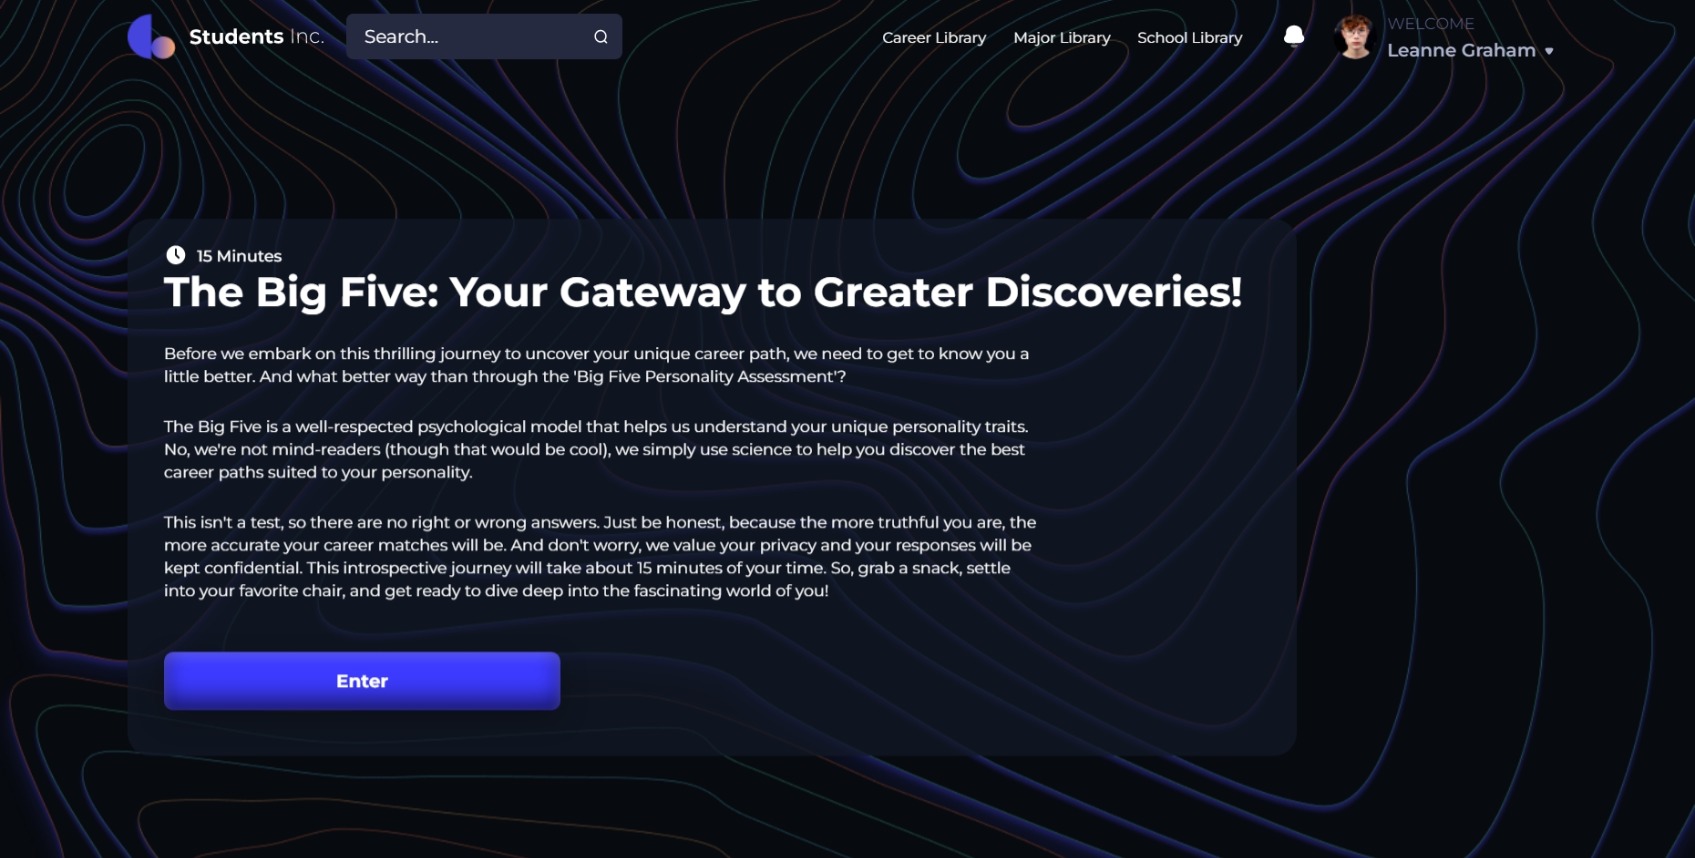 Students Inc.
Search...
Career Library
Major Library
School Library
WELCOME
Leanne Graham
15 Minutes
The Big Five: Your Gateway to Greater Discoveries!
Before we embark on this thrilling journey to uncover your unique career path, we need to get to know you a
little better. And what better way than through the 'Big Five Personality Assessment'?
The Big Five is a well-respected psychological model that helps us understand your unique personality traits.
No, we're not mind-readers (though that would be cool), we simply use science to help you discover the best
career paths suited to your personality.
This isn't a test, so there are no right or wrong answers. Just be honest, because the more truthful you are, the
more accurate your career matches will be. And don't worry, we value your privacy and your responses will be
kept confidential. This introspective journey will take about 15 minutes of your time. So, grab a snack, settle
into your favorite chair, and get ready to dive deep into the fascinating world of you!
Enter